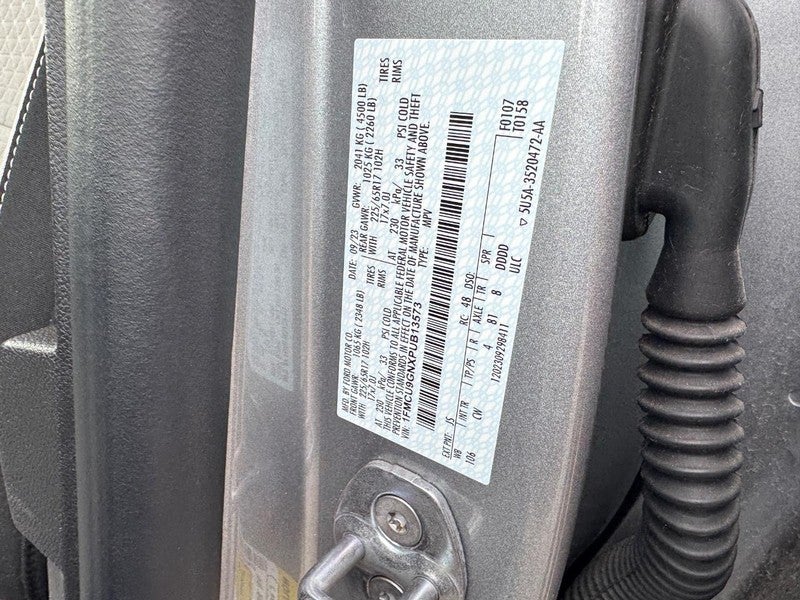 MFD. BY FORD MOTOR CO.
DATE: 09/23 GVWR: 2041 KG ( 4500 LB)
FRONT GAWR: 1065 KG ( 2348 LB) REAR GAWR: 1025 KG ( 2260 LB)
WITH 225/65R17 102H TIRES WITH 225/65R17 102H TIRES
17x7.0J RIMS 17x7.0J RIMS
AT 230 kPa/ 33 PSI COLD AT 230 kPa/ 33 PSI COLD
THIS VEHICLE CONFORMS TO ALL APPLICABLE FEDERAL MOTOR VEHICLE SAFETY AND THEFT
PREVENTION STANDARDS IN EFFECT ON THE DATE OF MANUFACTURE SHOWN ABOVE.
VIN: 1FMCU9GNXPUB13573 TYPE: MPV
EXT PNT: JS RC: 48 DSO: F0107
WB INT TR TP/PS R AXLE TR SPR T0158
106 CW 4 81 8 DDDD
ULC
1202309298411 5U5A-3520472-AA